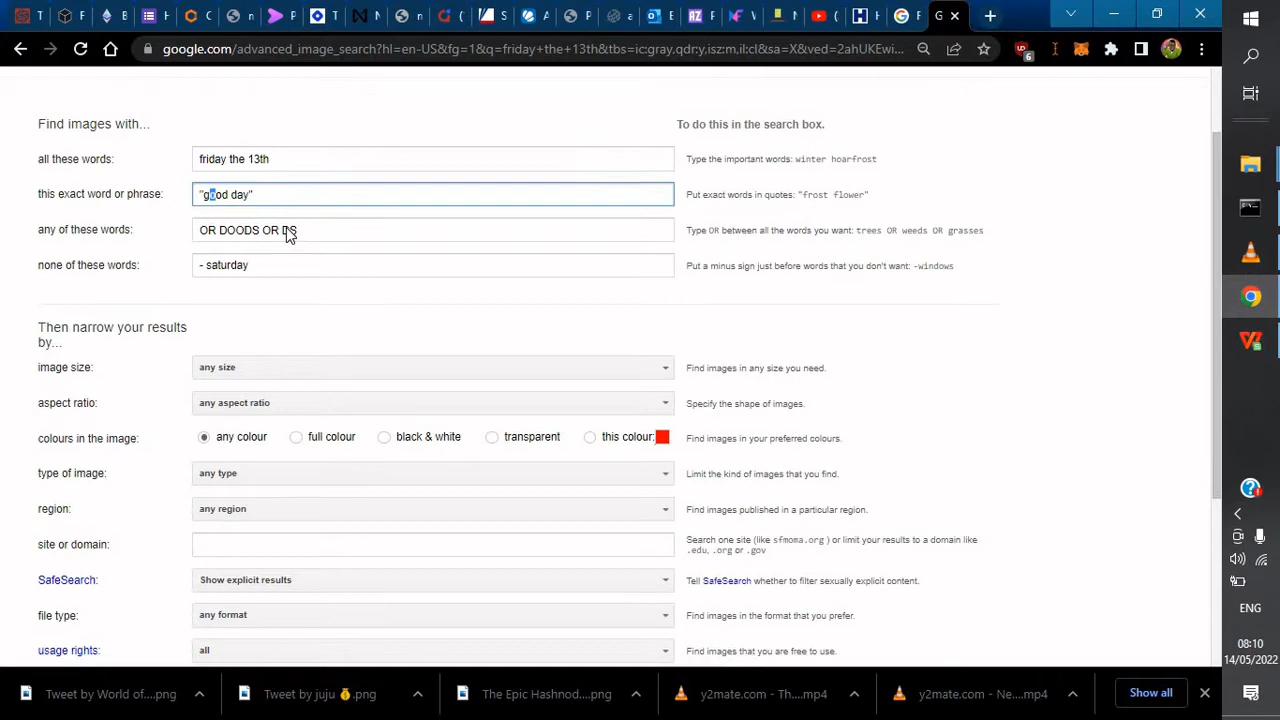 google.com/advanced_image_search?hl=en-US&fg=1&q=friday+the+13th&tbs=ic:gray,qdr:y,isz:m,il:cl&sa=X&ved=2ahUKEwi...
6
Find images with...
To do this in the search box.
all these words:
friday the 13th
Type the important words: winter hoarfrost
this exact word or phrase:
"good day"
Put exact words in quotes: "frost flower"
any of these words:
OR DOODS OR DS
Type OR between all the words you want: trees OR weeds OR grasses
none of these words:
- saturday
Put a minus sign just before words that you don't want: -windows
Then narrow your results
by...
image size:
any size
Find images in any size you need.
aspect ratio:
any aspect ratio
Specify the shape of images.
colours in the image:
any colour
full colour
black & white
transparent
this colour:
Find images in your preferred colours.
type of image:
any type
Limit the kind of images that you find.
region:
any region
Find images published in a particular region.
site or domain:
Search one site (like sfmoma.org ) or limit your results to a domain like
.edu, .org or .gov
SafeSearch:
Show explicit results
Tell SafeSearch whether to filter sexually explicit content.
file type:
any format
Find images in the format that you prefer.
usage rights:
all
Find images that you are free to use.
ENG
08:10
14/05/2022
Tweet by World of....png
Tweet by juju 💰.png
The Epic Hashnod....png
y2mate.com - Th....mp4
y2mate.com - Ne....mp4
Show all